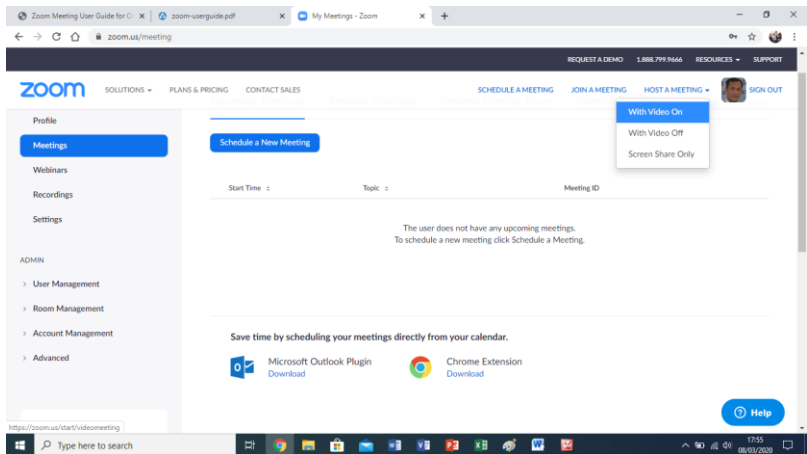 Zoom Meeting User Guide for C
zoom-userguide.pdf
My Meetings - Zoom
zoom.us/meeting
REQUEST A DEMO 1.888.799.9666 RESOURCES SUPPORT
zoom SOLUTIONS PLANS & PRICING CONTACT SALES SCHEDULE A MEETING JOIN A MEETING HOST A MEETING SIGN OUT
With Video On
With Video Off
Screen Share Only
Profile
Meetings
Webinars
Recordings
Settings
ADMIN
User Management
Room Management
Account Management
Advanced
Schedule a New Meeting
Start Time Topic Meeting ID
The user does not have any upcoming meetings.
To schedule a new meeting click Schedule a Meeting.
Save time by scheduling your meetings directly from your calendar.
Microsoft Outlook Plugin
Download
Chrome Extension
Download
Help
https://zoom.us/start/videomeeting
Type here to search
17:55
08/03/2020